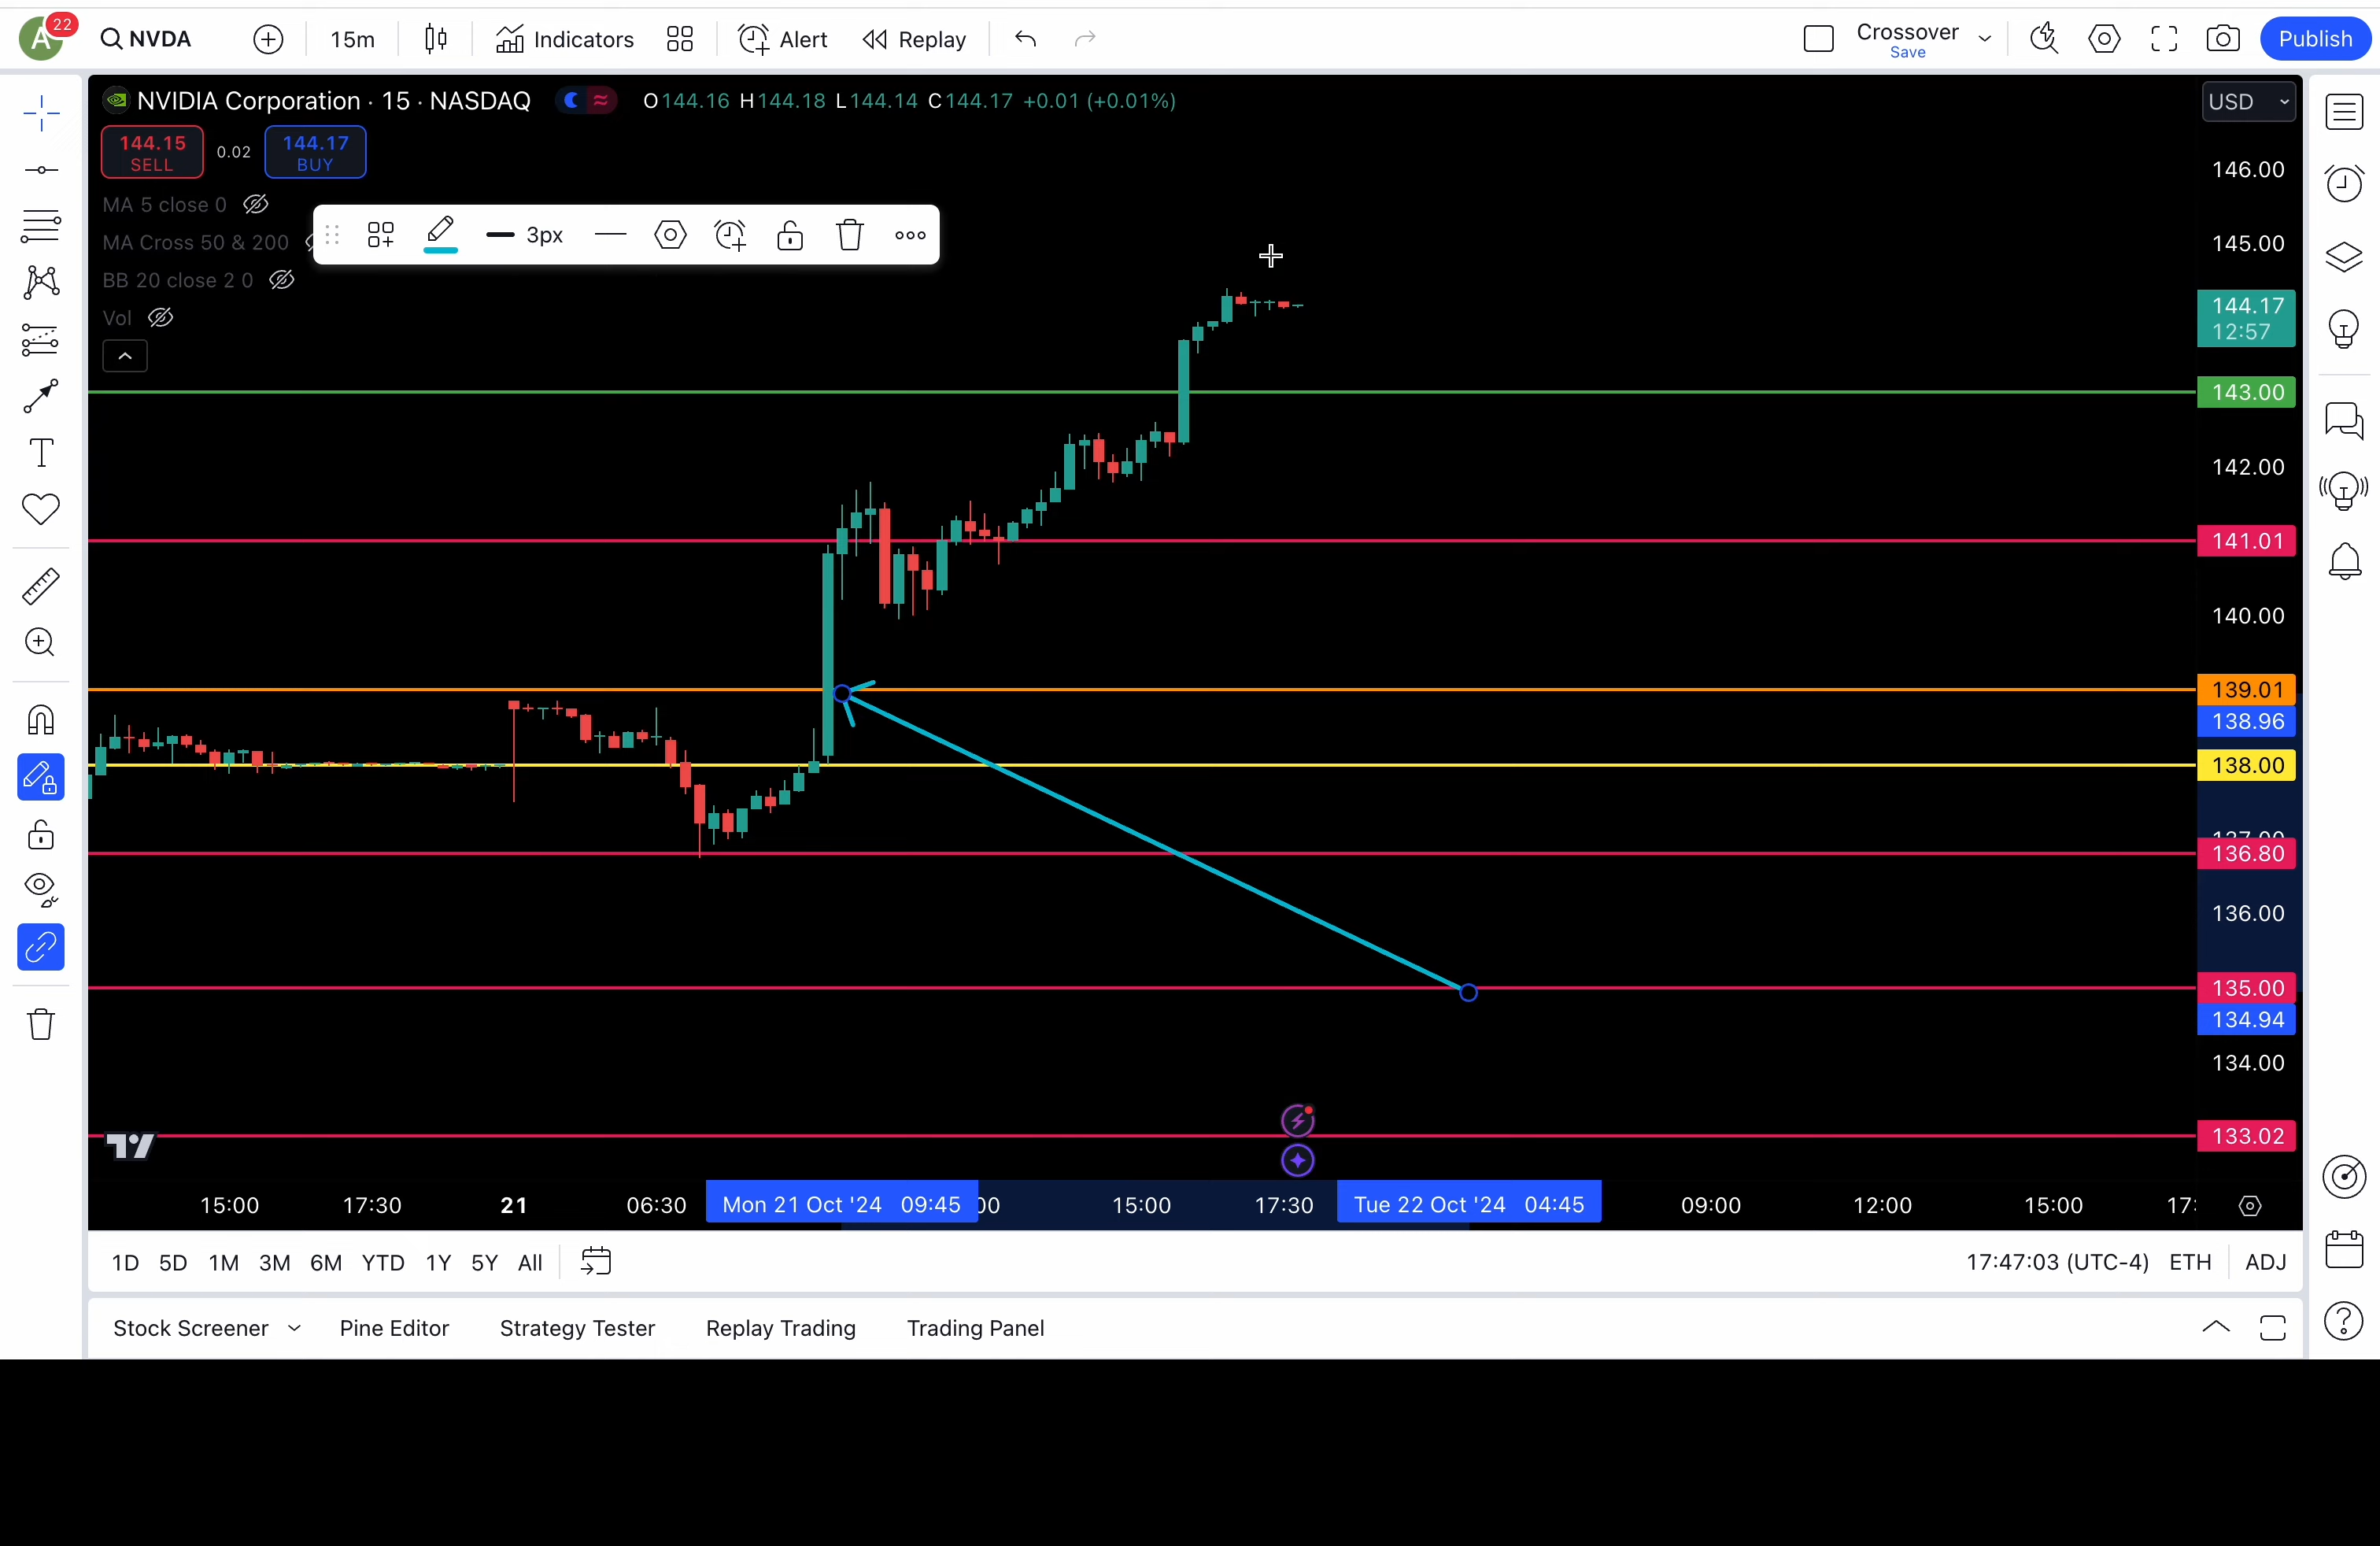 A 22 NVDA 15m Indicators Alert Replay Crossover Save Publish
NVIDIA Corporation · 15 · NASDAQ O144.16 H144.18 L144.14 C144.17 +0.01 (+0.01%) USD
144.15 SELL 0.02 144.17 BUY
MA 5 close 0
MA Cross 50 & 200
3px
BB 20 close 2 0
Vol
146.00
145.00
144.17
12:57
143.00
142.00
141.01
140.00
139.01
138.96
138.00
137.00
136.80
136.00
135.00
134.94
134.00
133.02
15:00 17:30 21 06:30 Mon 21 Oct '24 09:45 15:00 17:30 Tue 22 Oct '24 04:45 09:00 12:00 15:00 17:
1D 5D 1M 3M 6M YTD 1Y 5Y All 17:47:03 (UTC-4) ETH ADJ
Stock Screener Pine Editor Strategy Tester Replay Trading Trading Panel